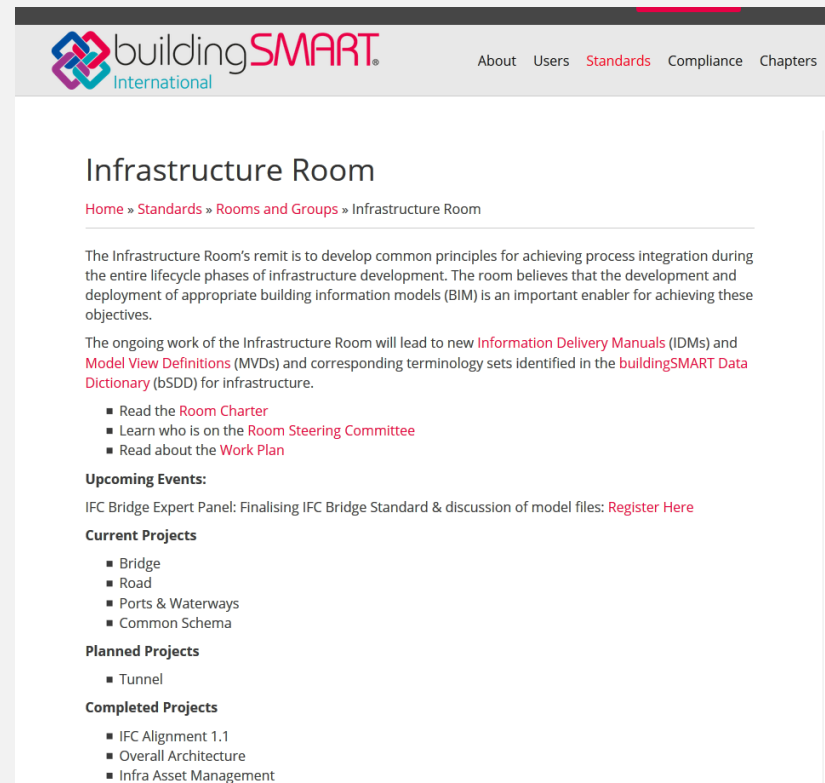 buildingSMART®
International
About Users Standards Compliance Chapters
Infrastructure Room
Home » Standards » Rooms and Groups » Infrastructure Room
The Infrastructure Room’s remit is to develop common principles for achieving process integration during
the entire lifecycle phases of infrastructure development. The room believes that the development and
deployment of appropriate building information models (BIM) is an important enabler for achieving these
objectives.
The ongoing work of the Infrastructure Room will lead to new Information Delivery Manuals (IDMs) and
Model View Definitions (MVDs) and corresponding terminology sets identified in the buildingSMART Data
Dictionary (bSDD) for infrastructure.
▪ Read the Room Charter
▪ Learn who is on the Room Steering Committee
▪ Read about the Work Plan
Upcoming Events:
IFC Bridge Expert Panel: Finalising IFC Bridge Standard & discussion of model files: Register Here
Current Projects
▪ Bridge
▪ Road
▪ Ports & Waterways
▪ Common Schema
Planned Projects
▪ Tunnel
Completed Projects
▪ IFC Alignment 1.1
▪ Overall Architecture
▪ Infra Asset Management